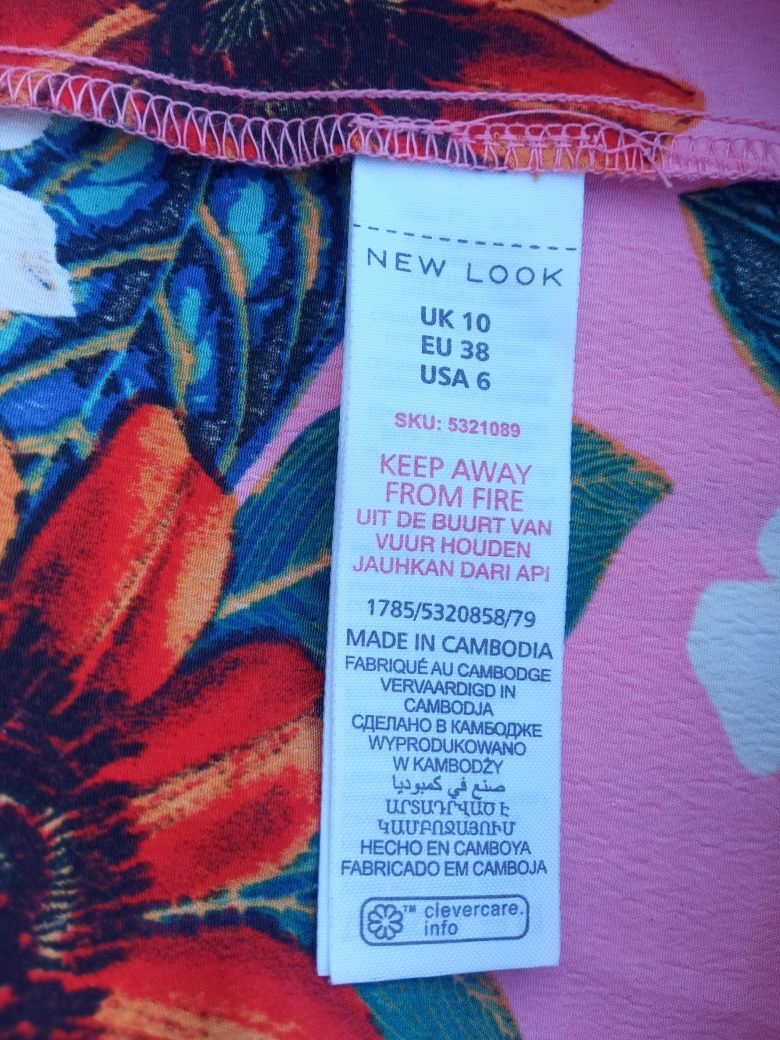 NEW LOOK
UK 10
EU 38
USA 6
SKU: 5321089
KEEP AWAY
FROM FIRE
UIT DE BUURT VAN
VUUR HOUDEN
JAUHKAN DARI API
1785/5320858/79
MADE IN CAMBODIA
FABRIQUÉ AU CAMBODGE
VERVAARDIGD IN
CAMBODJA
СДЕЛАНО В КАМБОДЖЕ
WYPRODUKOWANO
W KAMBODŻY
صنع في كمبوديا
ԱՐՏԱԴՐՎԱԾ Է
ԿԱՄԲՈՋԱՅՈՒՄ
HECHO EN CAMBOYA
FABRICADO EM CAMBOJA
™ clevercare.
info